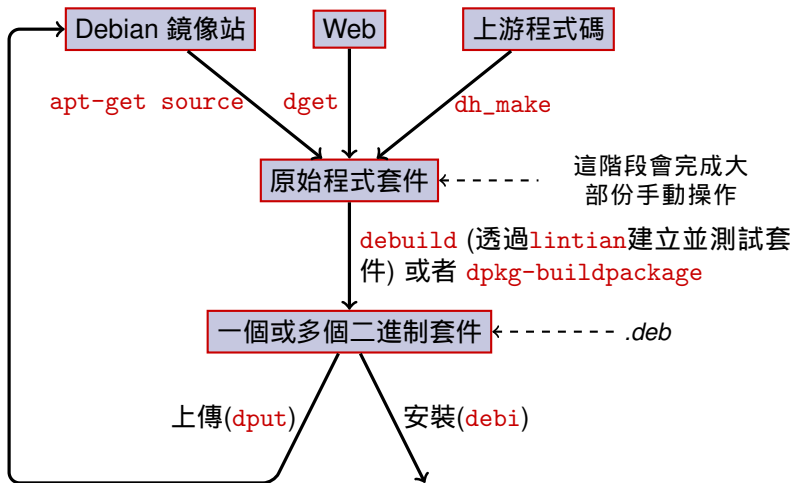 Debian 鏡像站
Web
上游程式碼
apt-get source
dget
dh_make
原始程式套件
這階段會完成大
部份手動操作
debuild (透過lintian建立並測試套
件) 或者 dpkg-buildpackage
一個或多個二進制套件
.deb
上傳(dput)
安裝(debi)